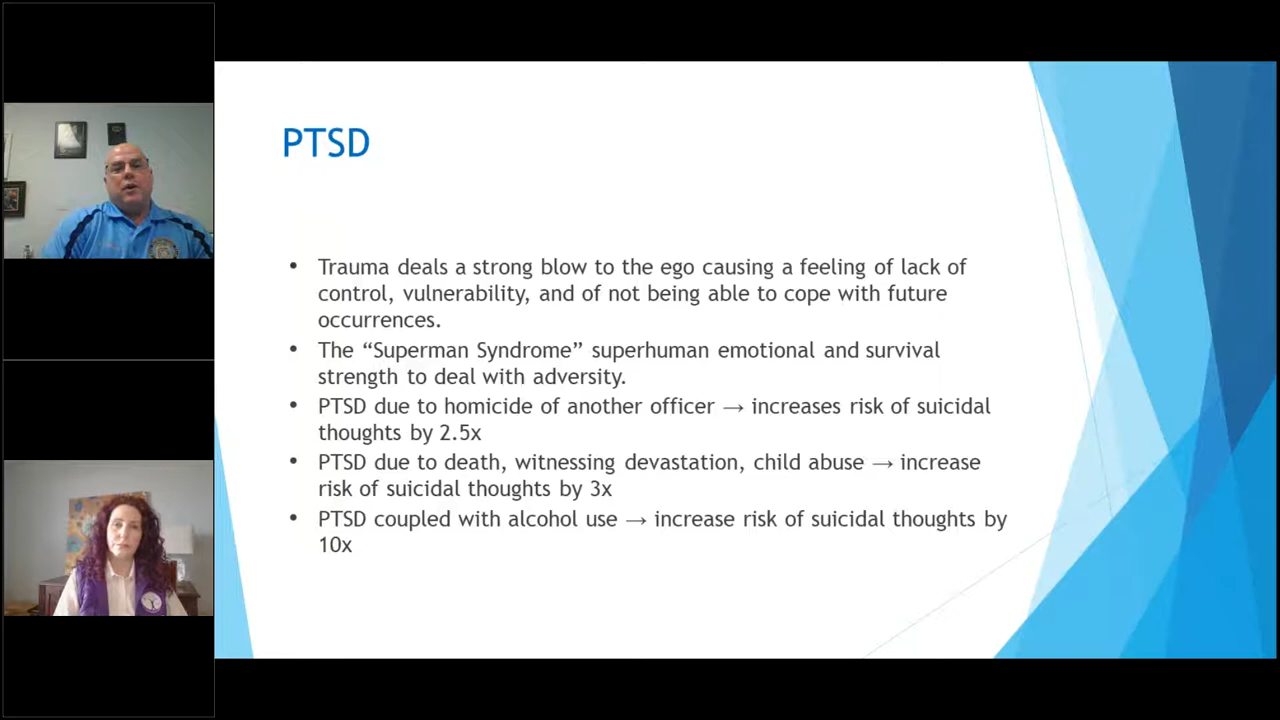 PTSD
• Trauma deals a strong blow to the ego causing a feeling of lack of
control, vulnerability, and of not being able to cope with future
occurrences.
• The “Superman Syndrome” superhuman emotional and survival
strength to deal with adversity.
• PTSD due to homicide of another officer → increases risk of suicidal
thoughts by 2.5x
• PTSD due to death, witnessing devastation, child abuse → increase
risk of suicidal thoughts by 3x
• PTSD coupled with alcohol use → increase risk of suicidal thoughts by
10x